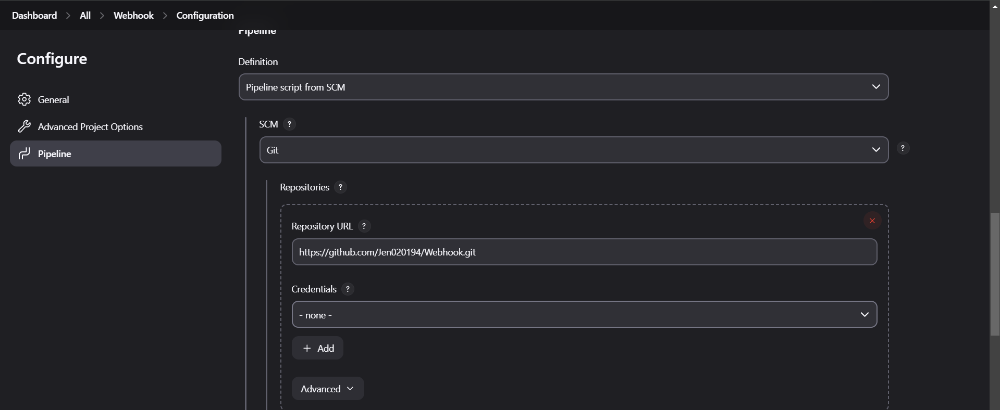 Dashboard > All > Webhook > Configuration
Pipeline
Configure
General
Advanced Project Options
Pipeline
Definition
Pipeline script from SCM
SCM ?
Git
?
Repositories ?
Repository URL ?
https://github.com/Jen020194/Webhook.git
Credentials ?
- none -
+ Add
Advanced